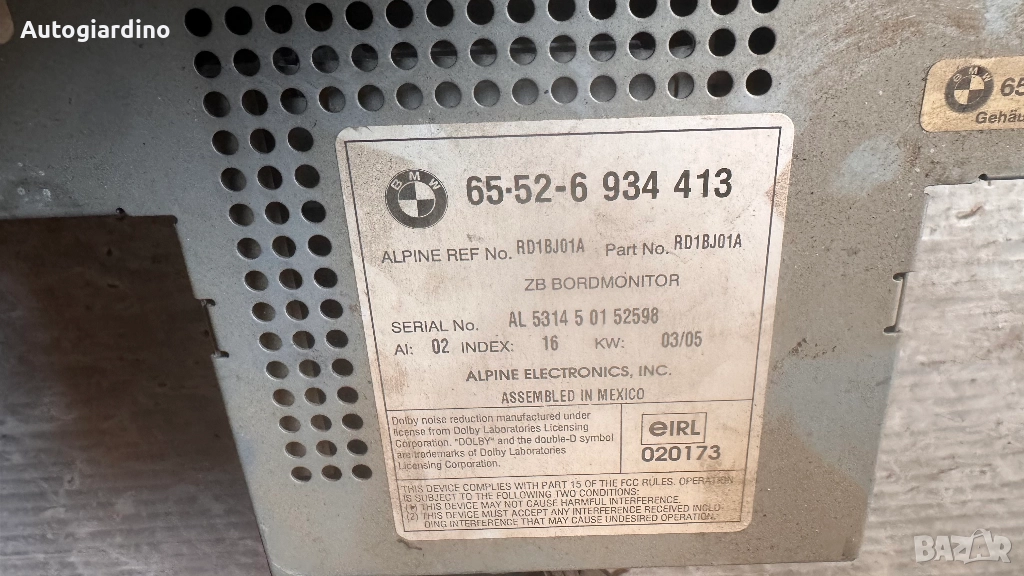 Autogiardino
BMW 65
Gehäu
BMW 65-52-6 934 413
ALPINE REF No. RD1BJ01A Part No. RD1BJ01A
ZB BORDMONITOR
SERIAL No. AL 5314 5 01 52598
AI: 02 INDEX: 16 KW: 03/05
ALPINE ELECTRONICS, INC.
ASSEMBLED IN MEXICO
Dolby noise reduction manufactured under
license from Dolby Laboratories Licensing
Corporation. "DOLBY" and the double-D symbol
are trademarks of Dolby Laboratories
Licensing Corporation.
eIRL
020173
THIS DEVICE COMPLIES WITH PART 15 OF THE FCC RULES. OPERATION
IS SUBJECT TO THE FOLLOWING TWO CONDITIONS:
(1) THIS DEVICE MAY NOT CAUSE HARMFUL INTERFERENCE.
(2) THIS DEVICE MUST ACCEPT ANY INTERFERENCE RECEIVED INCLU-
DING INTERFERENCE THAT MAY CAUSE UNDESIRED OPERATION.
BAZAR